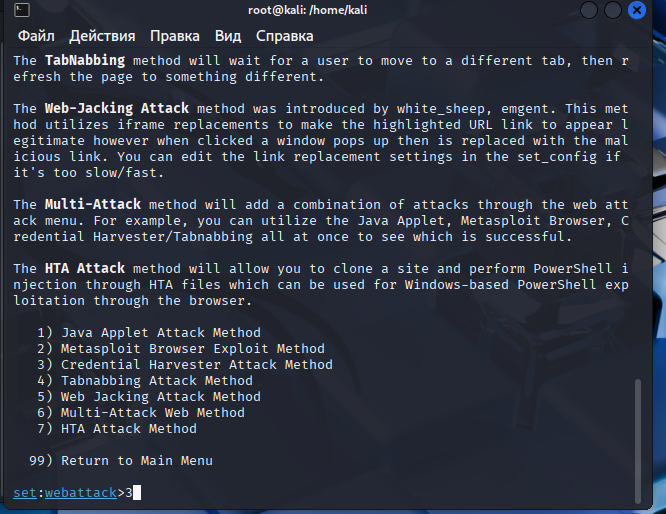 root@kali: /home/kali
Файл Действия Правка Вид Справка
The TabNabbing method will wait for a user to move to a different tab, then r
efresh the page to something different.
The Web-Jacking Attack method was introduced by white_sheep, emgent. This met
hod utilizes iframe replacements to make the highlighted URL link to appear l
egitimate however when clicked a window pops up then is replaced with the mal
icious link. You can edit the link replacement settings in the set_config if
it's too slow/fast.
The Multi-Attack method will add a combination of attacks through the web att
ack menu. For example, you can utilize the Java Applet, Metasploit Browser, C
redential Harvester/Tabnabbing all at once to see which is successful.
The HTA Attack method will allow you to clone a site and perform PowerShell i
njection through HTA files which can be used for Windows-based PowerShell exp
loitation through the browser.
1) Java Applet Attack Method
2) Metasploit Browser Exploit Method
3) Credential Harvester Attack Method
4) Tabnabbing Attack Method
5) Web Jacking Attack Method
6) Multi-Attack Web Method
7) HTA Attack Method
99) Return to Main Menu
set:webattack>3